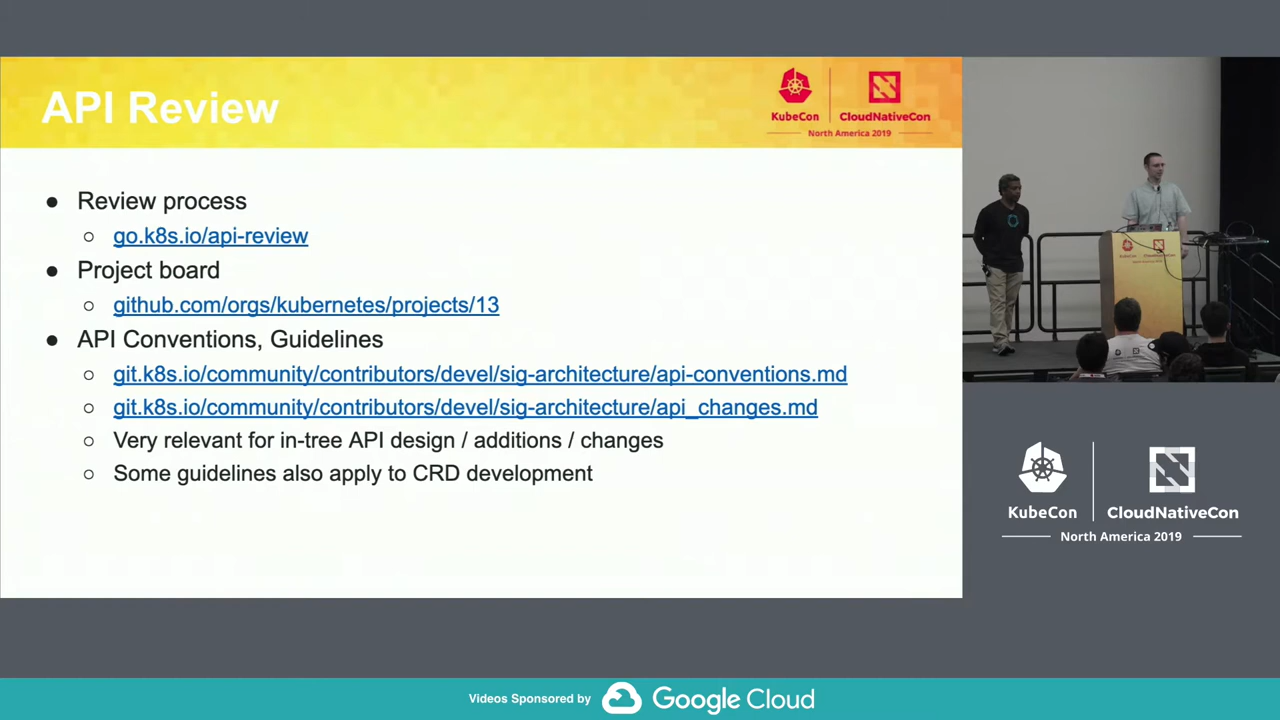 API Review
KubeCon
CloudNativeCon
North America 2019
● Review process
○ go.k8s.io/api-review
● Project board
○ github.com/orgs/kubernetes/projects/13
● API Conventions, Guidelines
○ git.k8s.io/community/contributors/devel/sig-architecture/api-conventions.md
○ git.k8s.io/community/contributors/devel/sig-architecture/api_changes.md
○ Very relevant for in-tree API design / additions / changes
○ Some guidelines also apply to CRD development
KubeCon
CloudNativeCon
North America 2019
Videos Sponsored by Google Cloud